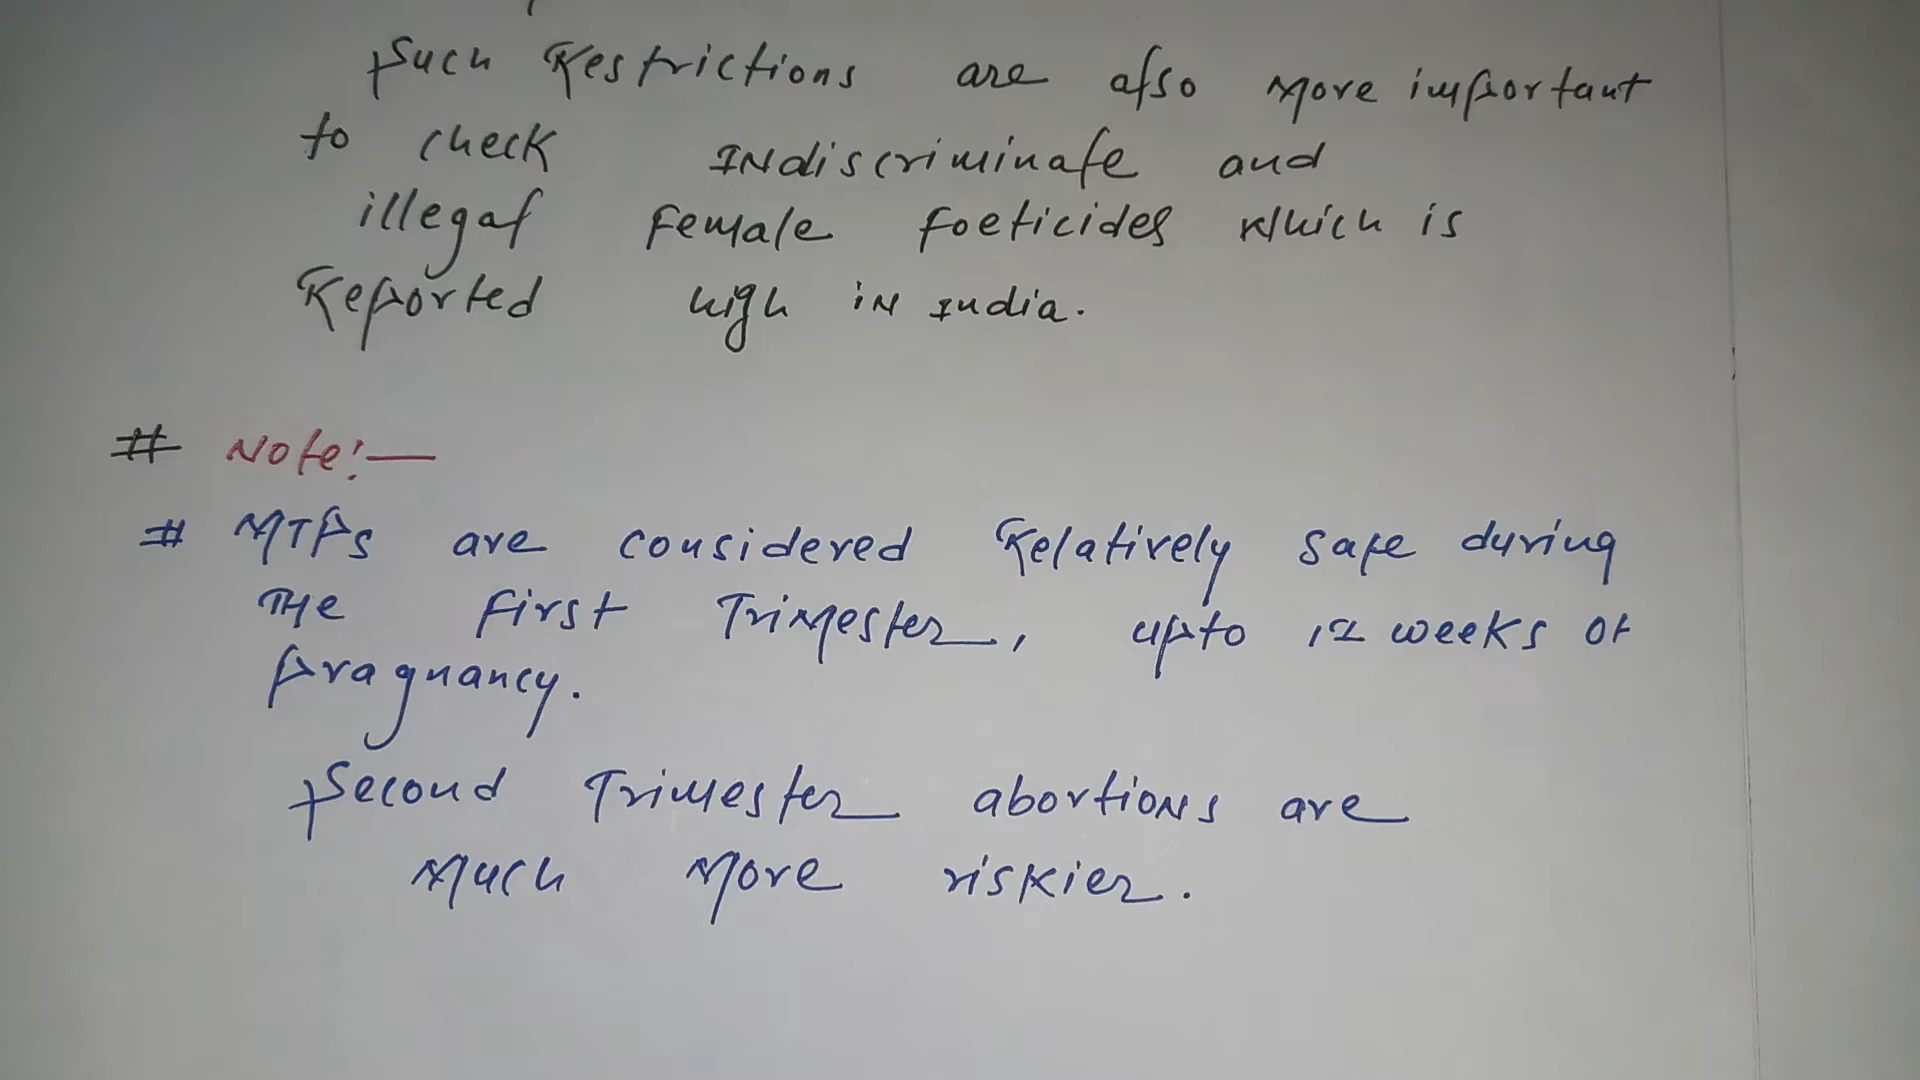 Such Restrictions are also more important
to check INdiscriminate and
illegal Female foeticides which is
Reported high in India.
# Note:—
# MTPs are considered Relatively safe during
THe first Trimester, upto 12 weeks of
pragnancy.
Second Trimester abortions are
Much More riskier.